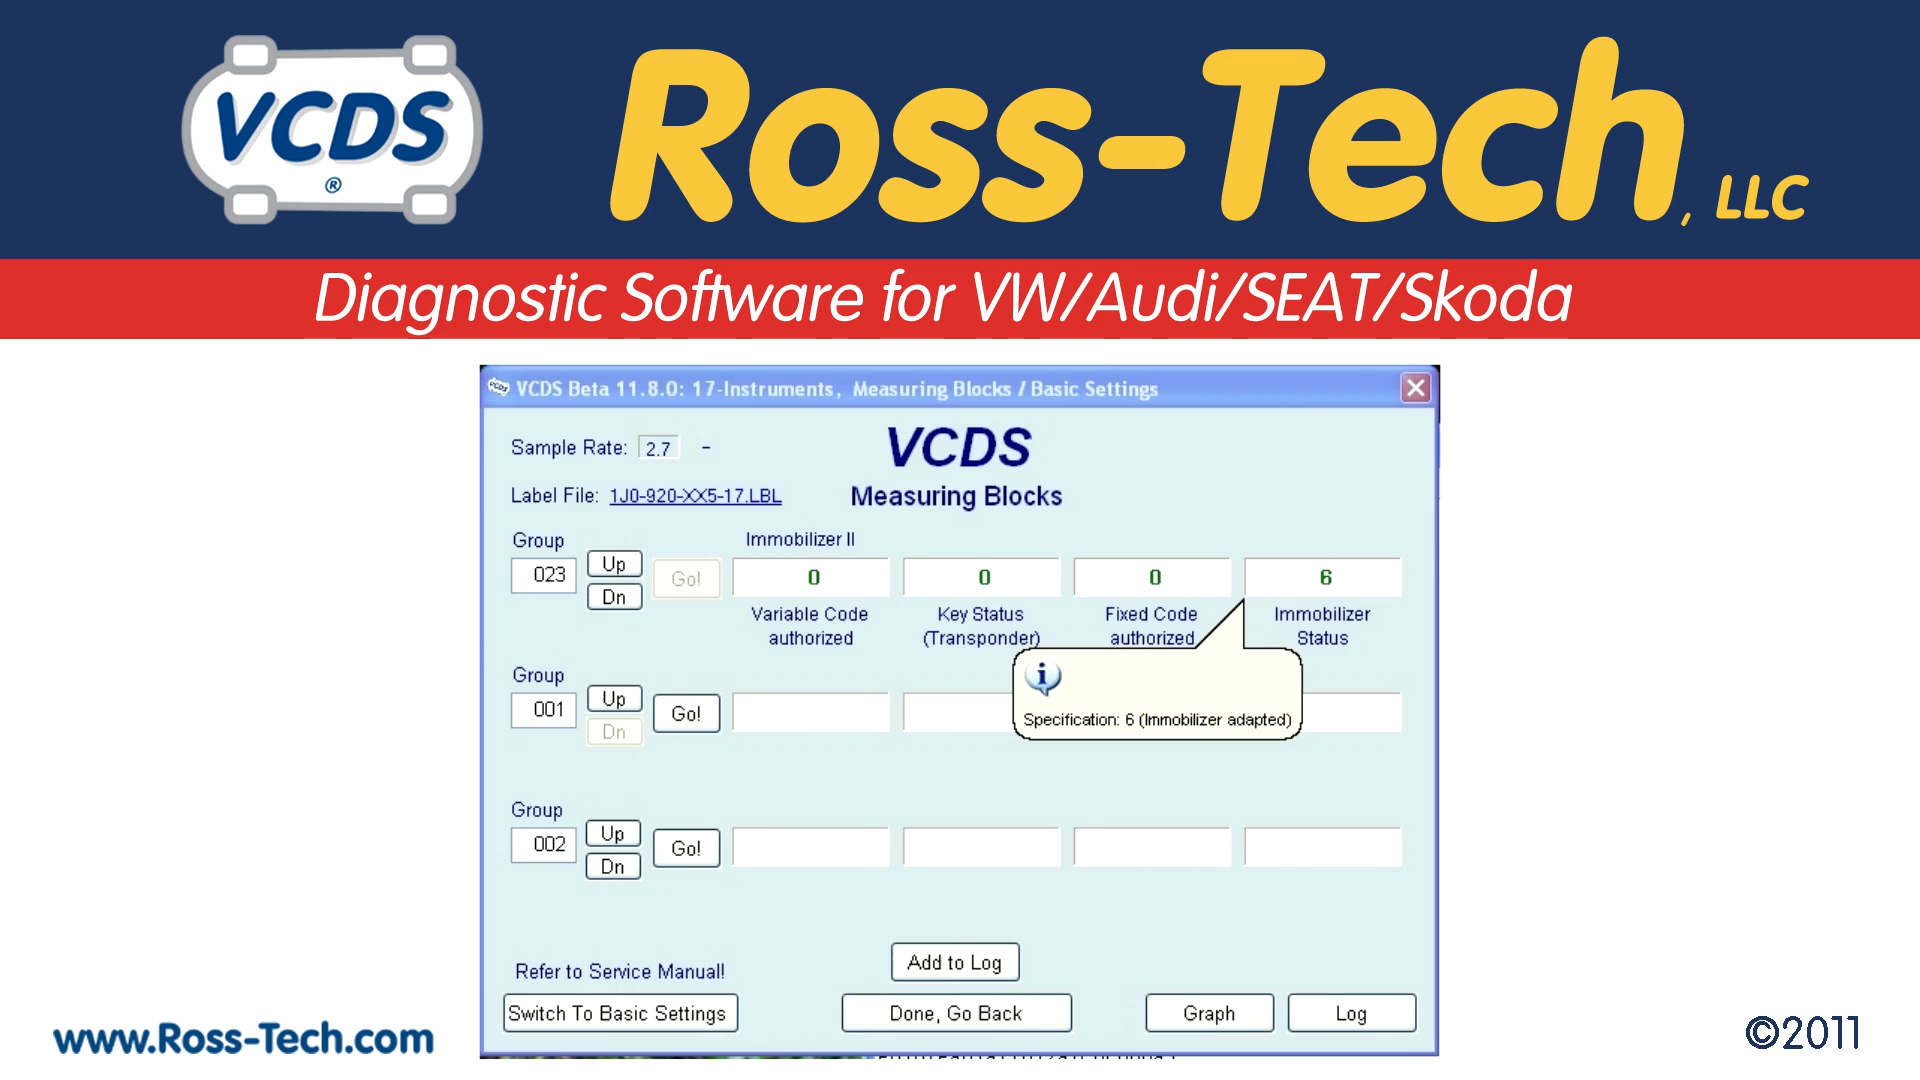 VCDS
®
Ross-Tech, LLC
Diagnostic Software for VW/Audi/SEAT/Skoda
VCDS Beta 11.8.0: 17-Instruments, Measuring Blocks / Basic Settings
Sample Rate: 2.7 -
VCDS
Label File: 1J0-920-XX5-17.LBL
Measuring Blocks
Group
Immobilizer II
023
Up
Dn
Go!
0 0 0 6
Variable Code authorized
Key Status (Transponder)
Fixed Code authorized
Immobilizer Status
Specification: 6 (Immobilizer adapted)
Group
001
Up
Dn
Go!
Group
002
Up
Dn
Go!
Refer to Service Manual!
Add to Log
Switch To Basic Settings
Done, Go Back
Graph
Log
www.Ross-Tech.com
©2011